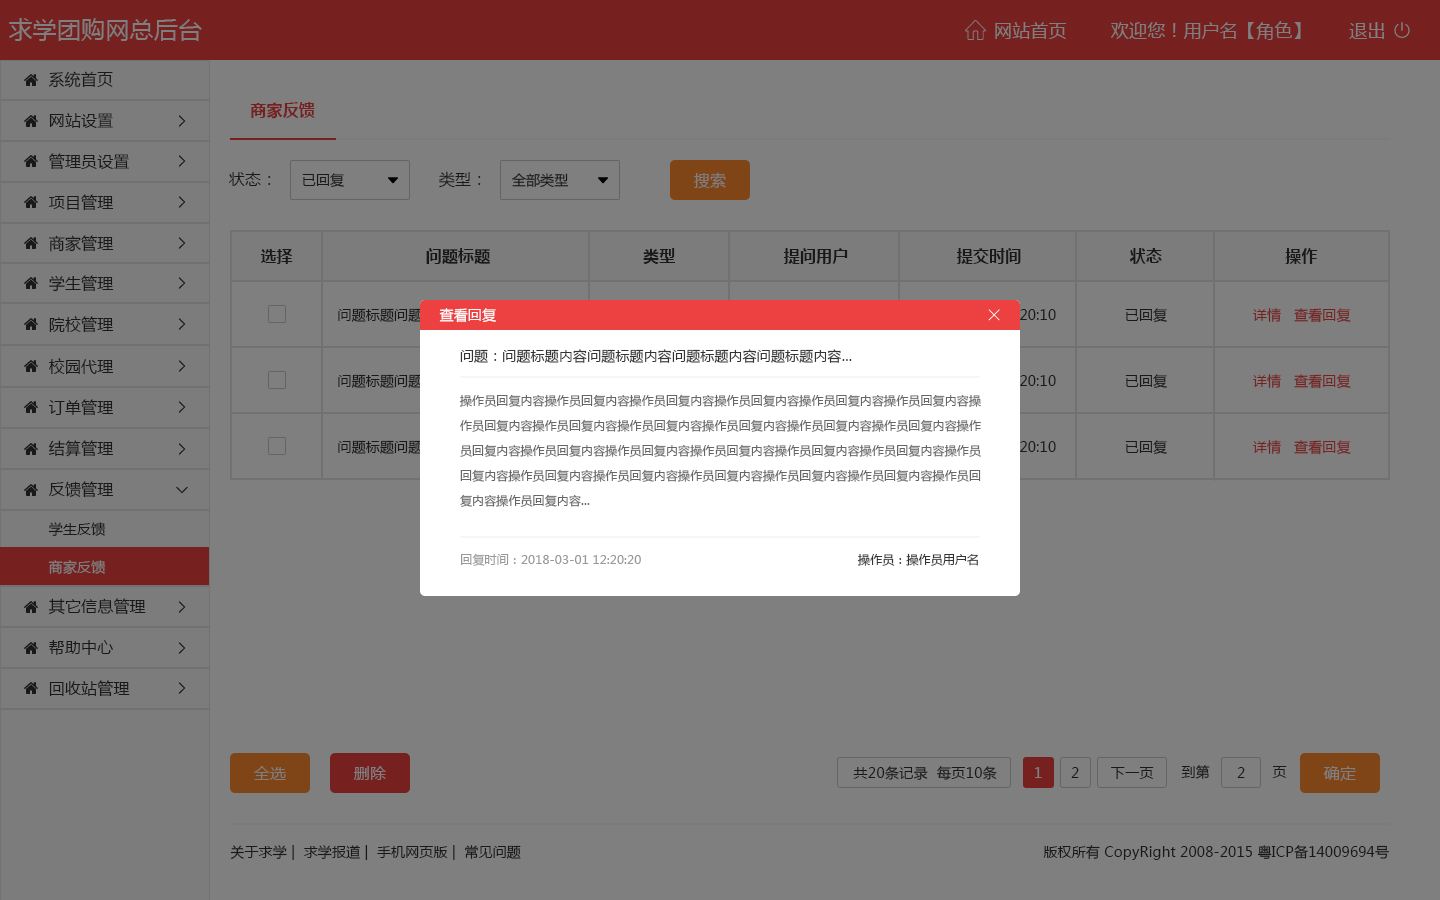 求学团购网总后台
网站首页 欢迎您！用户名【角色】 退出
系统首页
网站设置
管理员设置
项目管理
商家管理
学生管理
院校管理
校园代理
订单管理
结算管理
反馈管理
学生反馈
商家反馈
其它信息管理
帮助中心
回收站管理
商家反馈
状态： 已回复 类型： 全部类型 搜索
选择 问题标题 类型 提问用户 提交时间 状态 操作
问题标题问题 20:10 已回复 详情 查看回复
问题标题问题 20:10 已回复 详情 查看回复
问题标题问题 20:10 已回复 详情 查看回复
查看回复
问题：问题标题内容问题标题内容问题标题内容问题标题内容...
操作员回复内容操作员回复内容操作员回复内容操作员回复内容操作员回复内容操作员回复内容操
作员回复内容操作员回复内容操作员回复内容操作员回复内容操作员回复内容操作员回复内容操作
员回复内容操作员回复内容操作员回复内容操作员回复内容操作员回复内容操作员回复内容操作员
回复内容操作员回复内容操作员回复内容操作员回复内容操作员回复内容操作员回复内容操作员回
复内容操作员回复内容...
回复时间：2018-03-01 12:20:20 操作员：操作员用户名
全选 删除 共20条记录 每页10条 1 2 下一页 到第 2 页 确定
关于求学 | 求学报道 | 手机网页版 | 常见问题
版权所有 CopyRight 2008-2015 粤ICP备14009694号